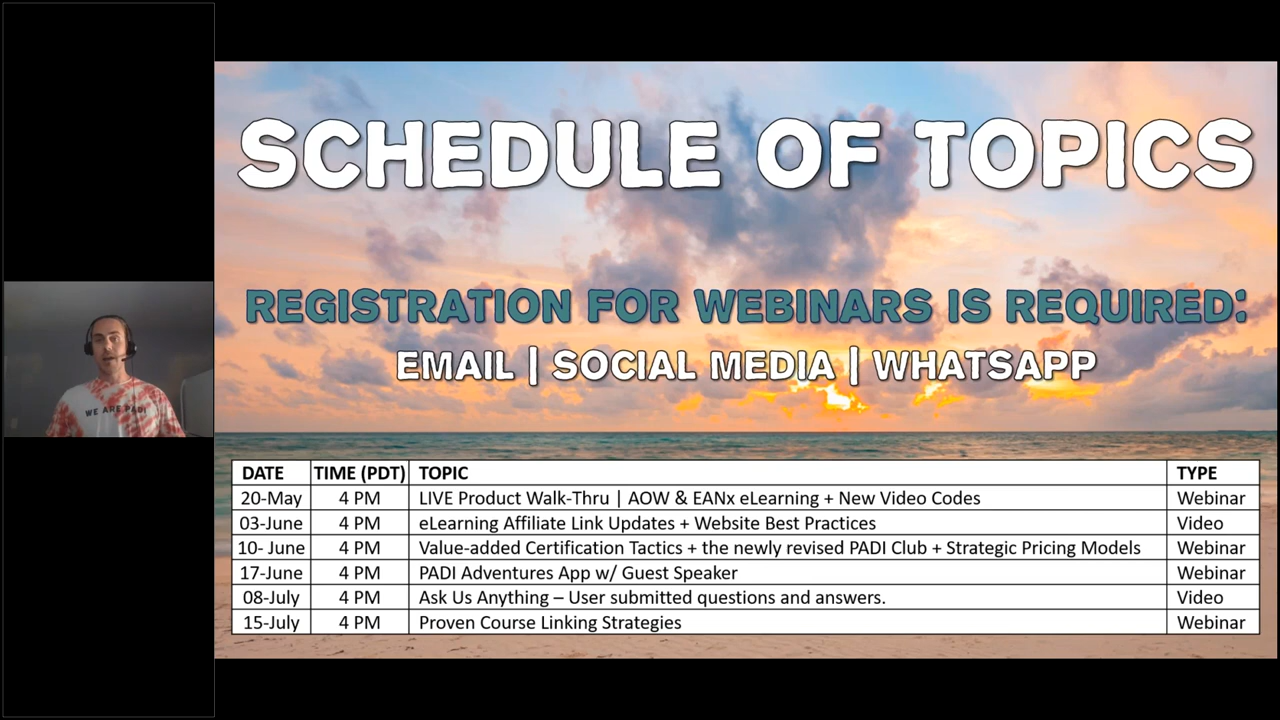 SCHEDULE OF TOPICS
REGISTRATION FOR WEBINARS IS REQUIRED:
EMAIL | SOCIAL MEDIA | WHATSAPP
DATE TIME (PDT) TOPIC TYPE
20-May 4 PM LIVE Product Walk-Thru | AOW & EANx eLearning + New Video Codes Webinar
03-June 4 PM eLearning Affiliate Link Updates + Website Best Practices Video
10- June 4 PM Value-added Certification Tactics + the newly revised PADI Club + Strategic Pricing Models Webinar
17-June 4 PM PADI Adventures App w/ Guest Speaker Webinar
08-July 4 PM Ask Us Anything – User submitted questions and answers. Video
15-July 4 PM Proven Course Linking Strategies Webinar
WE ARE PADI